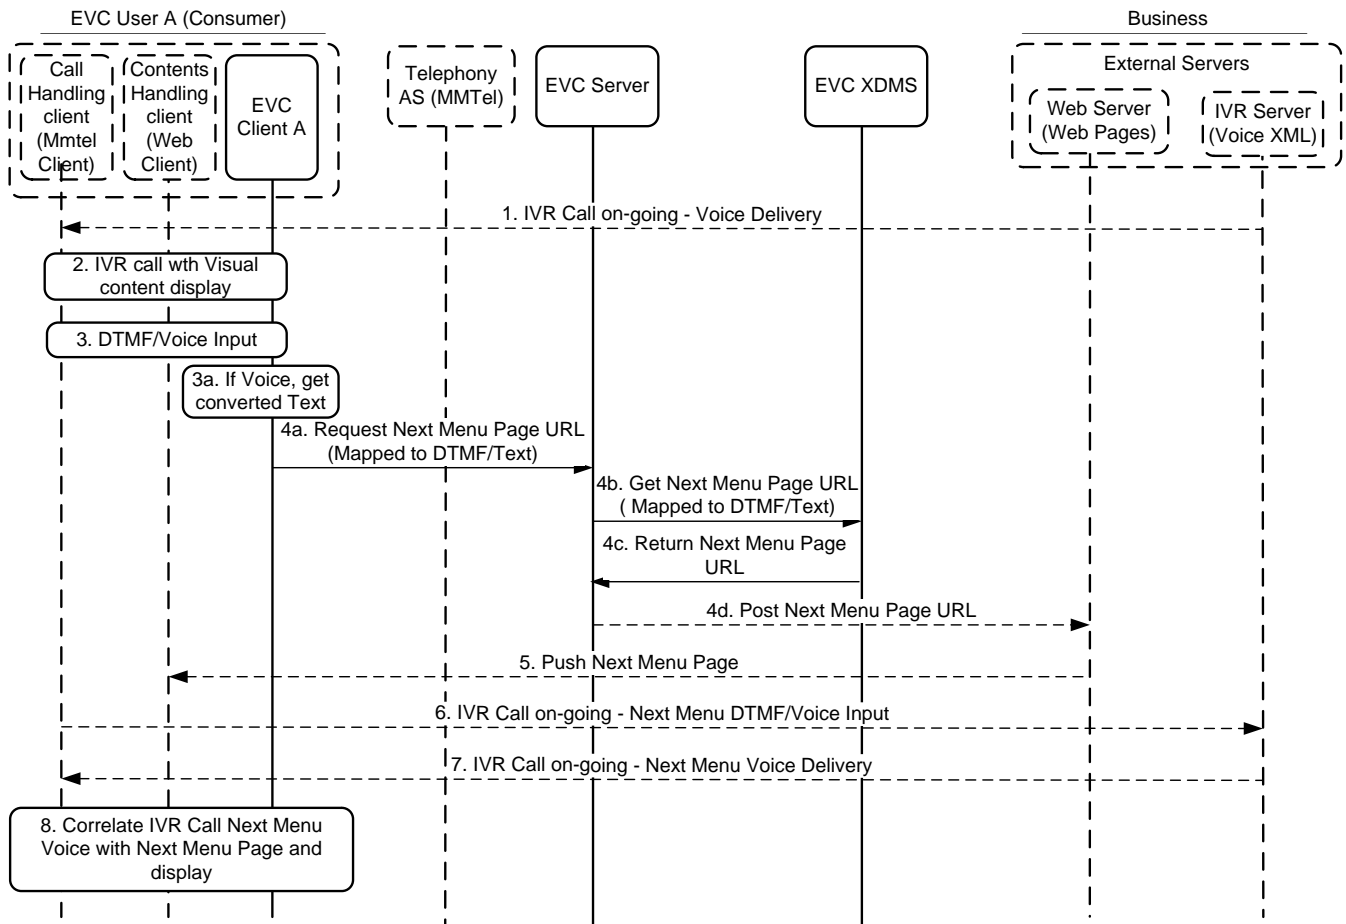 EVC User A (Consumer)
Business
Call
Handling
client
(Mmtel
Client)
Contents
Handling
client
(Web
Client)
EVC
Client A
Telephony
AS (MMTel)
EVC Server
EVC XDMS
External Servers
Web Server
(Web Pages)
IVR Server
(Voice XML)
1. IVR Call on-going - Voice Delivery
2. IVR call wth Visual
content display
3. DTMF/Voice Input
3a. If Voice, get
converted Text
4a. Request Next Menu Page URL
(Mapped to DTMF/Text)
4b. Get Next Menu Page URL
( Mapped to DTMF/Text)
4c. Return Next Menu Page
URL
4d. Post Next Menu Page URL
5. Push Next Menu Page
6. IVR Call on-going - Next Menu DTMF/Voice Input
7. IVR Call on-going - Next Menu Voice Delivery
8. Correlate IVR Call Next Menu
Voice with Next Menu Page and
display